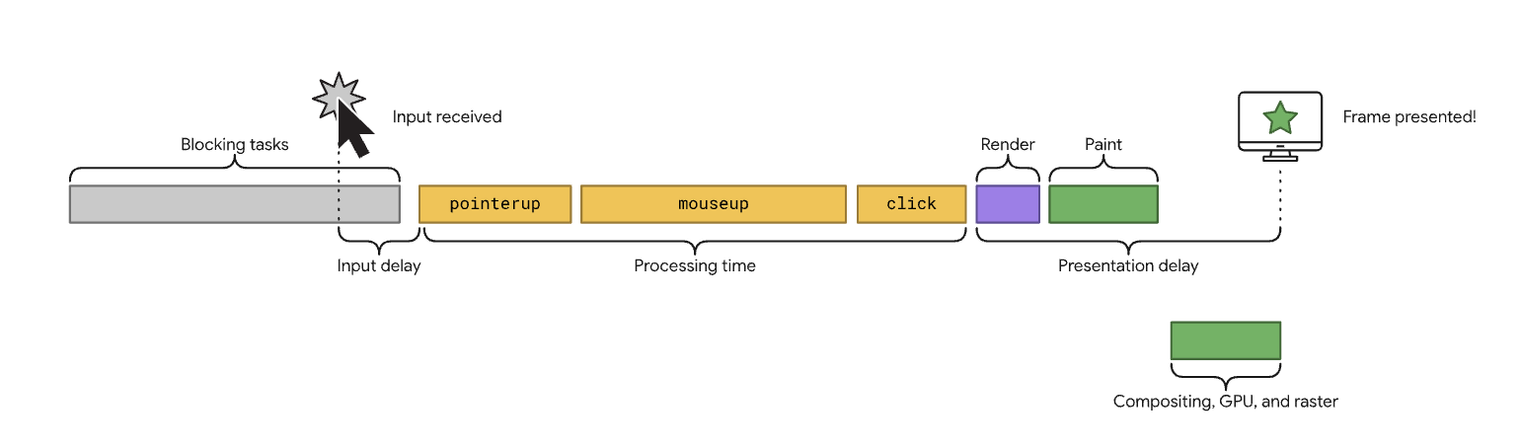 Input received
Frame presented!
Blocking tasks
Render
Paint
pointerup
mouseup
click
Input delay
Processing time
Presentation delay
Compositing, GPU, and raster